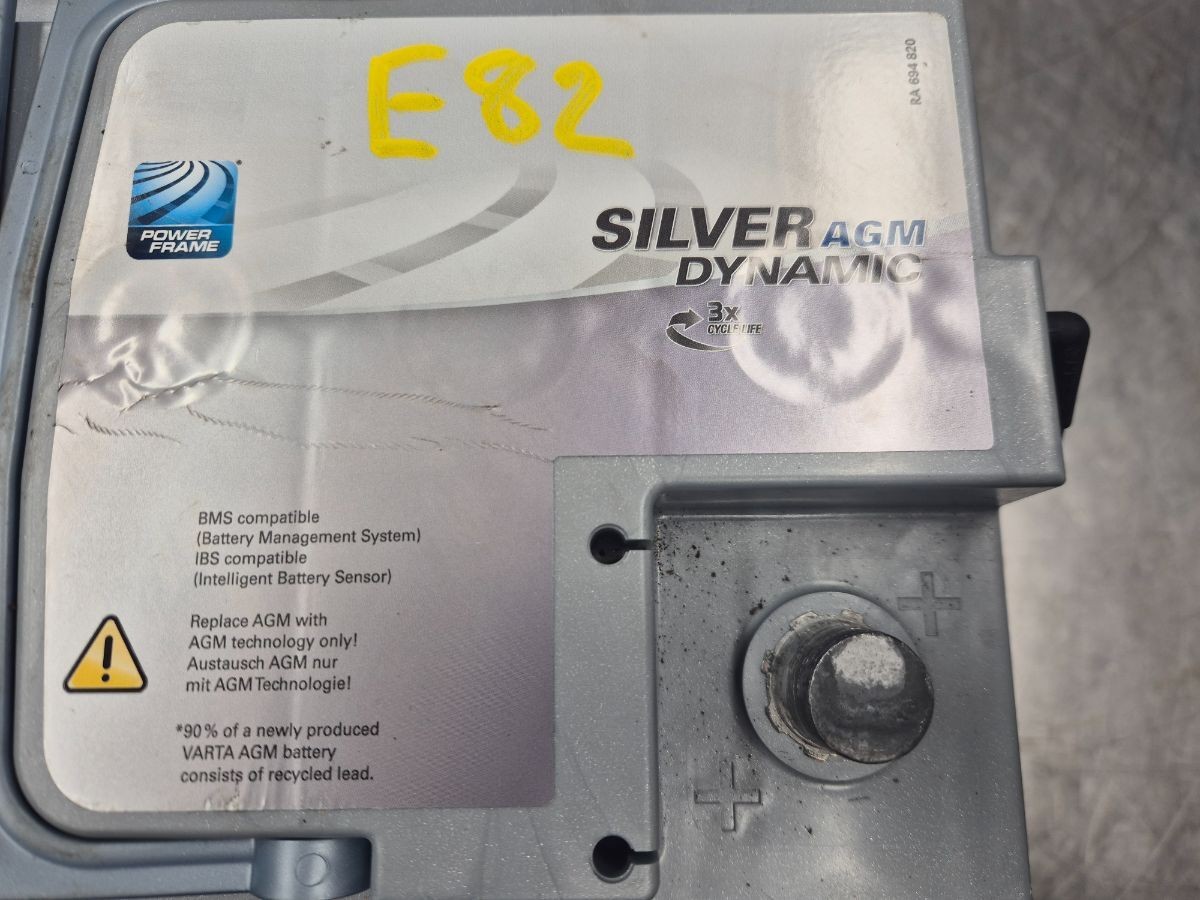 E82
RA 694 820
POWER
FRAME
SILVER AGM
DYNAMIC
3x
CYCLE LIFE
BMS compatible
(Battery Management System)
IBS compatible
(Intelligent Battery Sensor)
Replace AGM with
AGM technology only!
Austausch AGM nur
mit AGM Technologie!
*90% of a newly produced
VARTA AGM battery
consists of recycled lead.
+
+